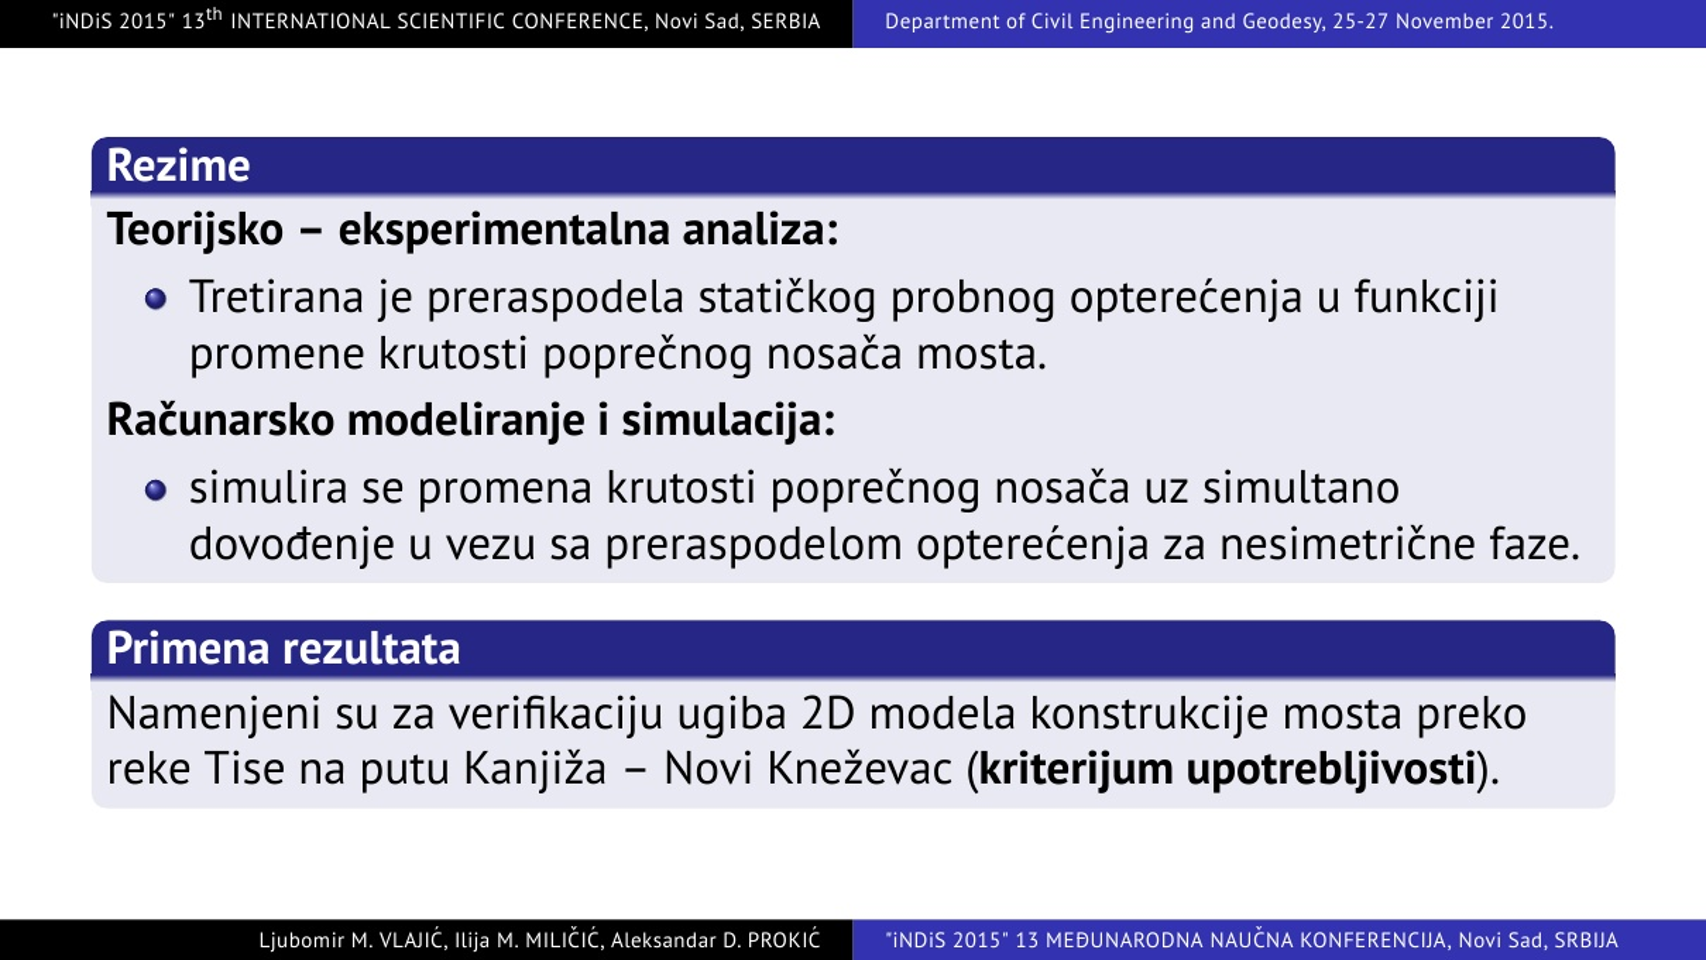 "iNDiS 2015" 13th INTERNATIONAL SCIENTIFIC CONFERENCE, Novi Sad, SERBIA
Department of Civil Engineering and Geodesy, 25-27 November 2015.
Rezime
Teorijsko – eksperimentalna analiza:
Tretirana je preraspodela statičkog probnog opterećenja u funkciji
promene krutosti poprečnog nosača mosta.
Računarsko modeliranje i simulacija:
simulira se promena krutosti poprečnog nosača uz simultano
dovođenje u vezu sa preraspodelom opterećenja za nesimetrične faze.
Primena rezultata
Namenjeni su za verifikaciju ugiba 2D modela konstrukcije mosta preko
reke Tise na putu Kanjiža – Novi Kneževac (kriterijum upotrebljivosti).
Ljubomir M. VLAJIĆ, Ilija M. MILIČIĆ, Aleksandar D. PROKIĆ
"iNDiS 2015" 13 MEĐUNARODNA NAUČNA KONFERENCIJA, Novi Sad, SRBIJA